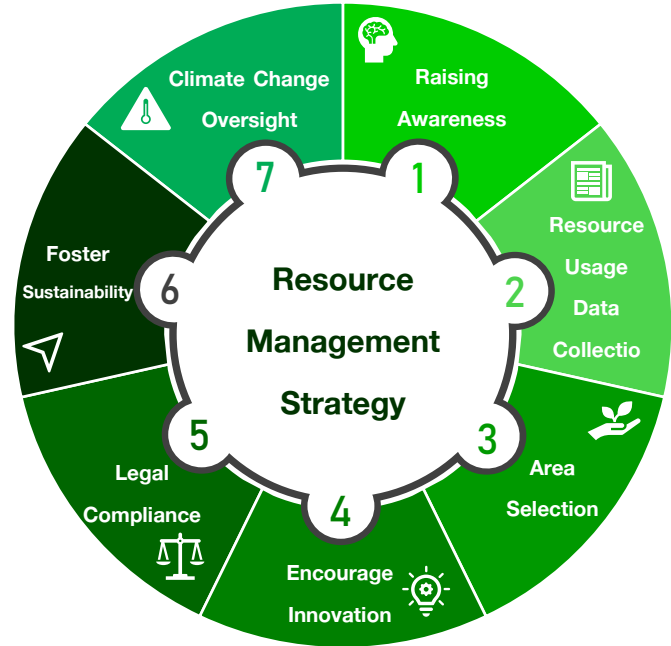 Resource
Management
Strategy
1
Raising
Awareness
2
Resource
Usage
Data
Collectio
3
Area
Selection
4
Encourage
Innovation
5
Legal
Compliance
6
Foster
Sustainability
7
Climate Change
Oversight